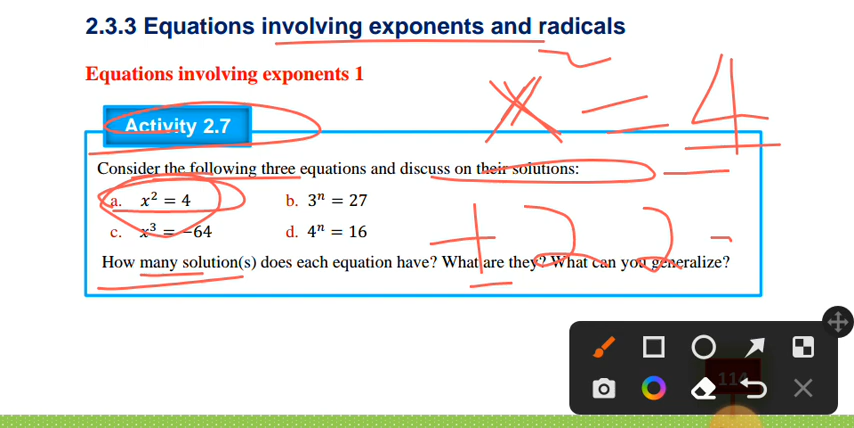 2.3.3 Equations involving exponents and radicals
Equations involving exponents 1
x² = 4
Activity 2.7
Consider the following three equations and discuss on their solutions:
a. x² = 4 b. 3ⁿ = 27
c. x³ = −64 d. 4ⁿ = 16
How many solution(s) does each equation have? What are they? What can you generalize?